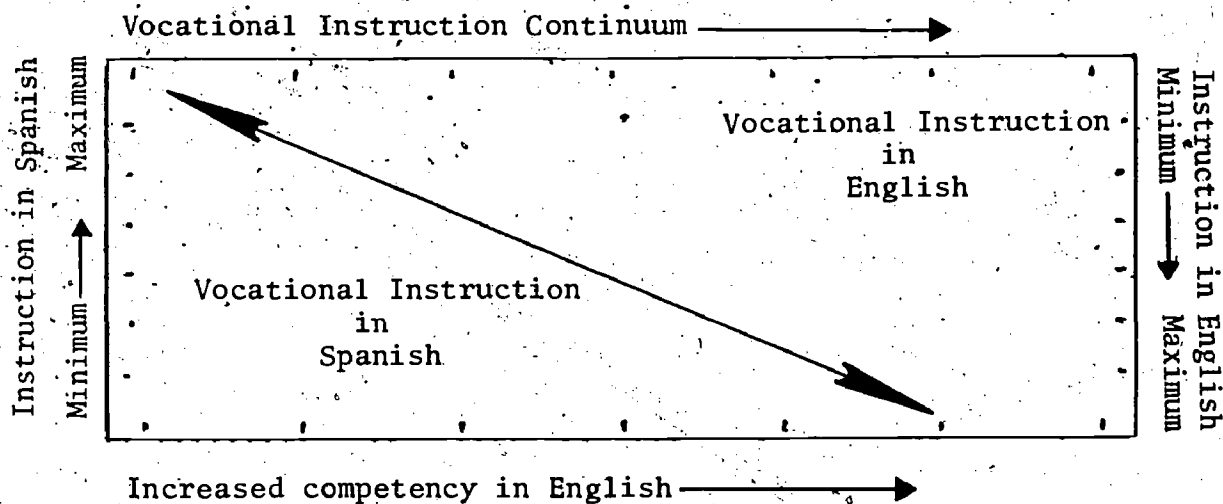 Vocational Instruction Continuum
Instruction in Spanish
Minimum Maximum
Vocational Instruction
in
English
Vocational Instruction
in
Spanish
Instruction in English
Minimum Maximum
Increased competency in English